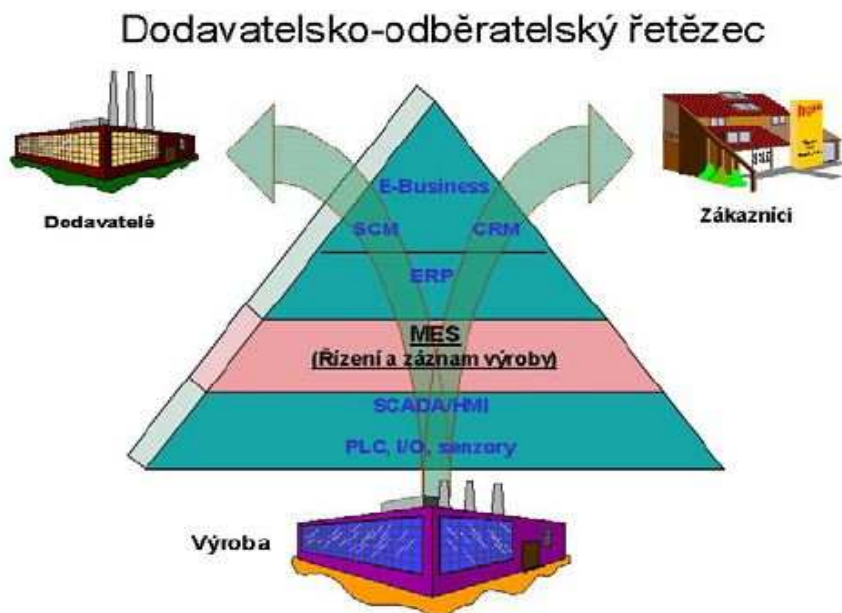 Dodavatelsko-odběratelský řetězec
E-Business
Dodavatelé
SCM
CRM
Zákazníci
ERP
MES
(Řízení a záznam výroby)
SCADA/HMI
PLC, I/O, senzory
Výroba